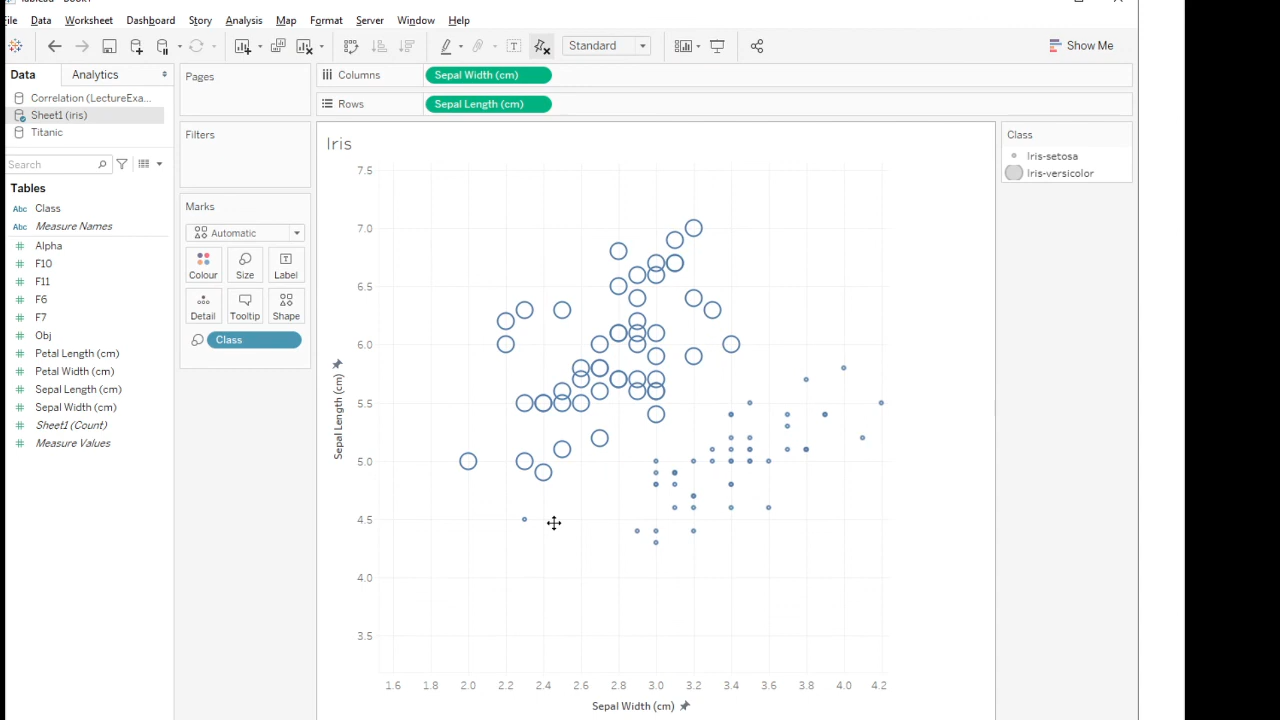 File Data Worksheet Dashboard Story Analysis Map Format Server Window Help
Standard
Show Me
Data Analytics
Pages
Columns Sepal Width (cm)
Rows Sepal Length (cm)
Correlation (LectureExa...
Sheet1 (iris)
Titanic
Search
Tables
Abc Class
Abc Measure Names
Alpha
F10
F11
F6
F7
Obj
Petal Length (cm)
Petal Width (cm)
Sepal Length (cm)
Sepal Width (cm)
Sheet1 (Count)
Measure Values
Filters
Marks
Automatic
Colour Size Label
Detail Tooltip Shape
Class
Iris
7.5
7.0
6.5
6.0
5.5
5.0
4.5
4.0
3.5
Sepal Length (cm)
1.6 1.8 2.0 2.2 2.4 2.6 2.8 3.0 3.2 3.4 3.6 3.8 4.0 4.2
Sepal Width (cm)
Class
Iris-setosa
Iris-versicolor